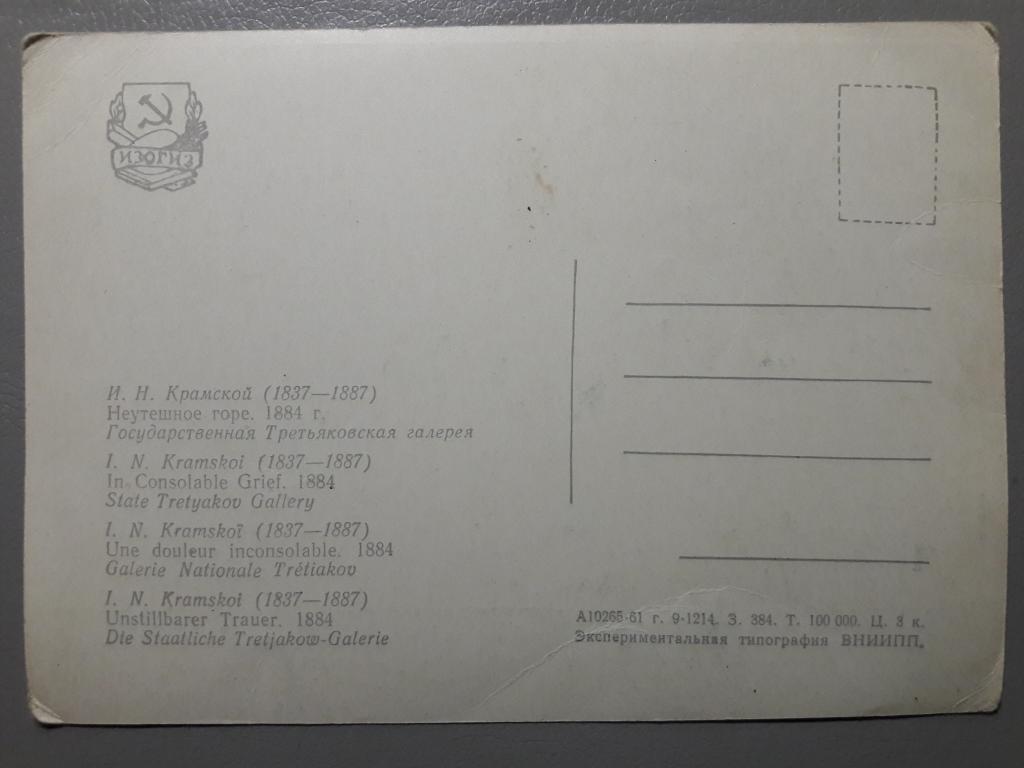 ИЗОГИЗ
И. Н. Крамской (1837—1887)
Неутешное горе. 1884 г.
Государственная Третьяковская галерея
I. N. Kramskoi (1837—1887)
In Consolable Grief. 1884
State Tretyakov Gallery
I. N. Kramskoï (1837—1887)
Une douleur inconsolable. 1884
Galerie Nationale Trétiakov
I. N. Kramskoi (1837—1887)
Unstillbarer Trauer. 1884
Die Staatliche Tretjakow-Galerie
А10265-61 г. 9-1214. З. 384. Т. 100 000. Ц. 3 к.
Экспериментальная типография ВНИИПП.